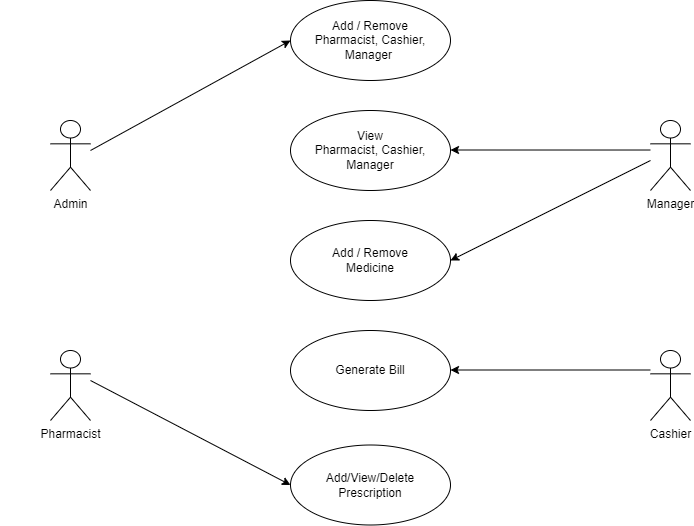 Add / Remove
Pharmacist, Cashier,
Manager
View
Pharmacist, Cashier,
Manager
Admin
Manager
Add / Remove
Medicine
Generate Bill
Pharmacist
Cashier
Add/View/Delete
Prescription